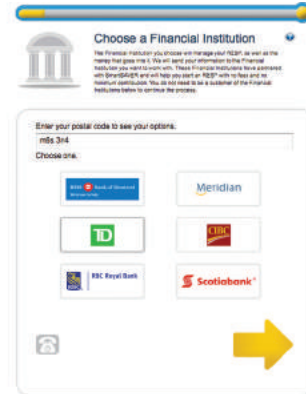 Choose a Financial Institution
The Financial Institution you choose will manage your RESP, as well as the
money that goes into it. We will send your information to the Financial
Institution you want to work with. These Financial Institutions have partnered
with SmartSAVER and will help you start an RESP with no fees and no
minimum contribution. You do not need to be a customer of the Financial
Institutions below to continue the process.
Enter your postal code to see your options.
m6s 3n4
Choose one.
BMO Bank of Montreal
Meridian
TD
CIBC
RBC Royal Bank
Scotiabank